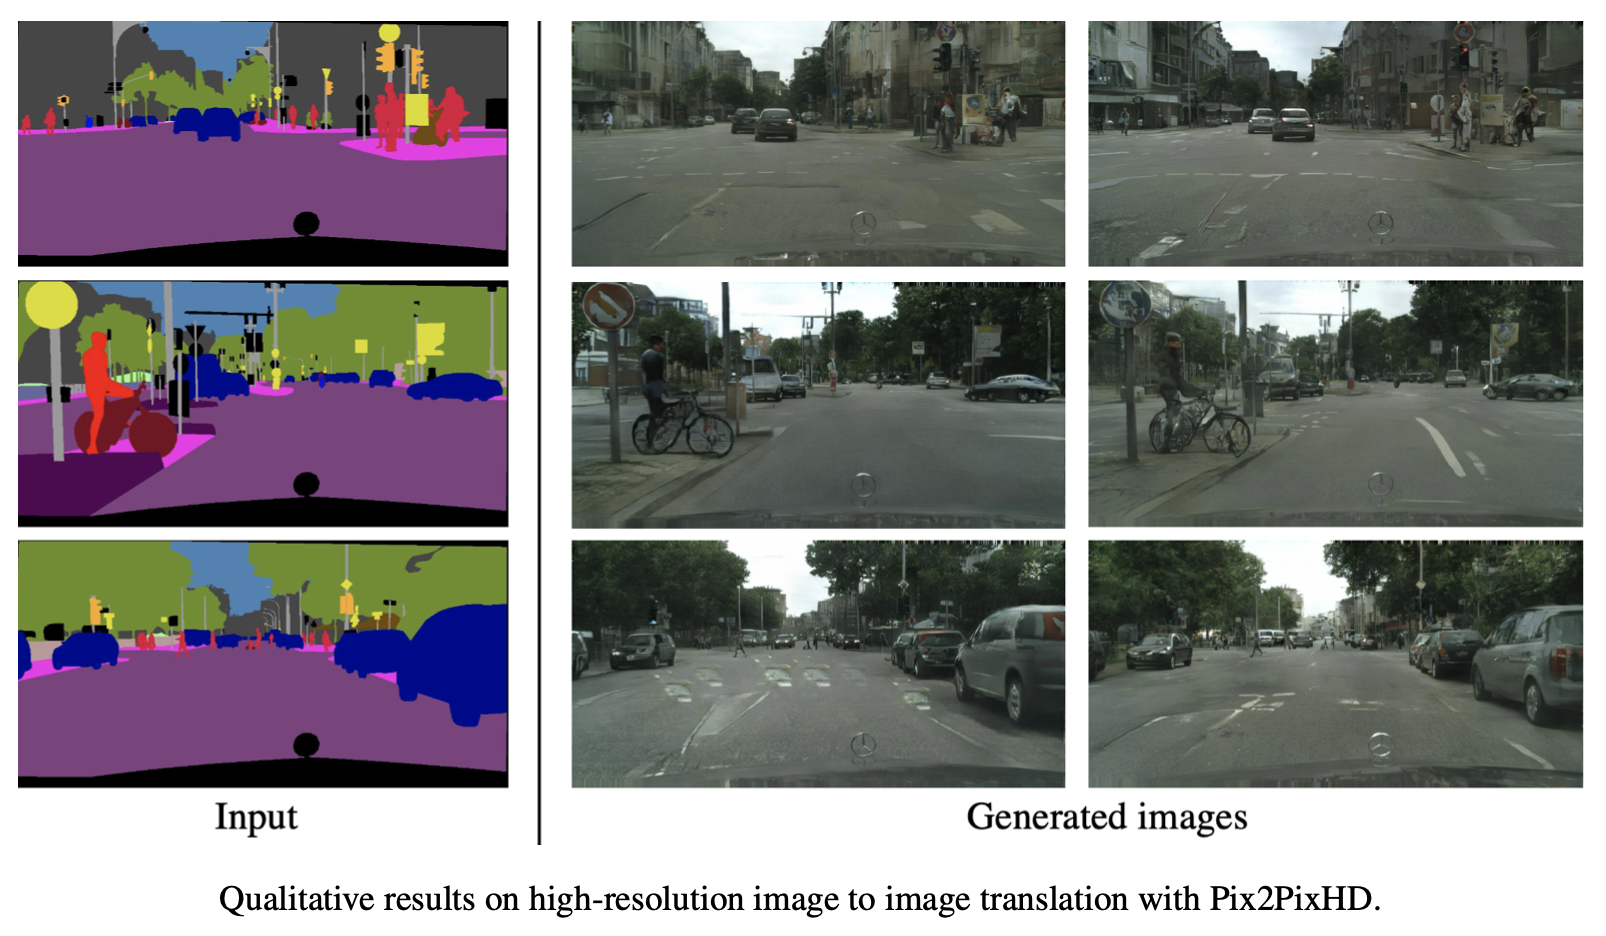 Input
Generated images
Qualitative results on high-resolution image to image translation with Pix2PixHD.